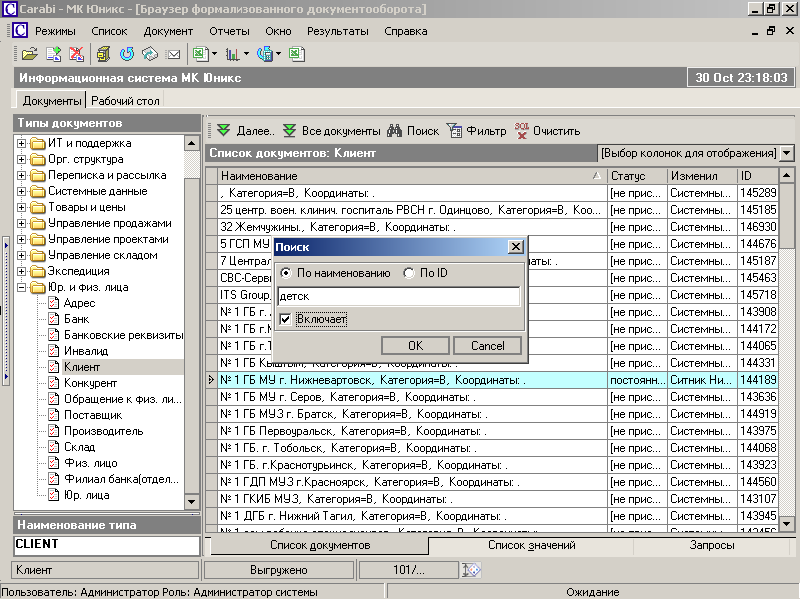 Carabi - МК Юникс - [Браузер формализованного документооборота]
Режимы Список Документ Отчеты Окно Результаты Справка
Информационная система МК Юникс 30 Oct 23:18:03
Документы Рабочий стол
Типы документов
ИТ и поддержка
Орг. структура
Переписка и рассылка
Системные данные
Товары и цены
Управление продажами
Управление проектами
Управление складом
Экспедиция
Юр. и физ. лица
Адрес
Банк
Банковские реквизиты
Инвалид
Клиент
Конкурент
Обращение к Физ. ли...
Поставщик
Производитель
Склад
Физ. лицо
Филиал банка(отдел...
Юр. лица
Наименование типа
CLIENT
Далее.. Все документы Поиск Фильтр SQL Очистить
Список документов: Клиент [Выбор колонок для отображения]
Наименование Статус Изменил ID
, Категория=В, Координаты: . [не прис... Системны... 145289
25 центр. воен. клинич. госпиталь РВСН г. Одинцово, Категория=В, Коо... [не прис... Системны... 145185
32 Жемчужины., Категория=В, Координаты: . [не прис... Системны... 146930
5 ГСП МУ [не прис... Системны... 144676
7 Централ наты: . [не прис... Системны... 145187
СВС-Серви [не прис... Системны... 145463
ITS Group, [не прис... Системны... 145718
№ 1 ГБ г. [не прис... Системны... 143908
№ 1 ГБ г. [не прис... Системны... 144172
№ 1 ГБ [не прис... Системны... 144065
№ 1 ГБ Кыштым, Категория=В, Координаты: . [не прис... Системны... 144331
№ 1 ГБ МУ г. Нижневартовск, Категория=В, Координаты: . постоянн... Ситник Ни... 144189
№ 1 ГБ МУ г. Серов, Категория=В, Координаты: . [не прис... Системны... 143636
№ 1 ГБ МУЗ г. Братск, Категория=В, Координаты: . [не прис... Системны... 144919
№ 1 ГБ Первоуральск, Категория=В, Координаты: . [не прис... Системны... 143975
№ 1 ГБ. г. Тобольск, Категория=В, Координаты: . [не прис... Системны... 144068
№ 1 ГБ. г.Краснотурьинск, Категория=В, Координаты: . [не прис... Системны... 143923
№ 1 ГДП МУЗ г.Красноярск, Категория=В, Координаты: . [не прис... Системны... 144560
№ 1 ГКИБ МУЗ, Категория=В, Координаты: . [не прис... Системны... 143107
№ 1 ДГБ г. Нижний Тагил, Категория=В, Координаты: . [не прис... Системны... 143945
Поиск
По наименованию По ID
детск
Включает
OK Cancel
Список документов Список значений Запросы
Клиент Выгружено 101/...
Пользователь: Администратор Роль: Администратор системы Ожидание